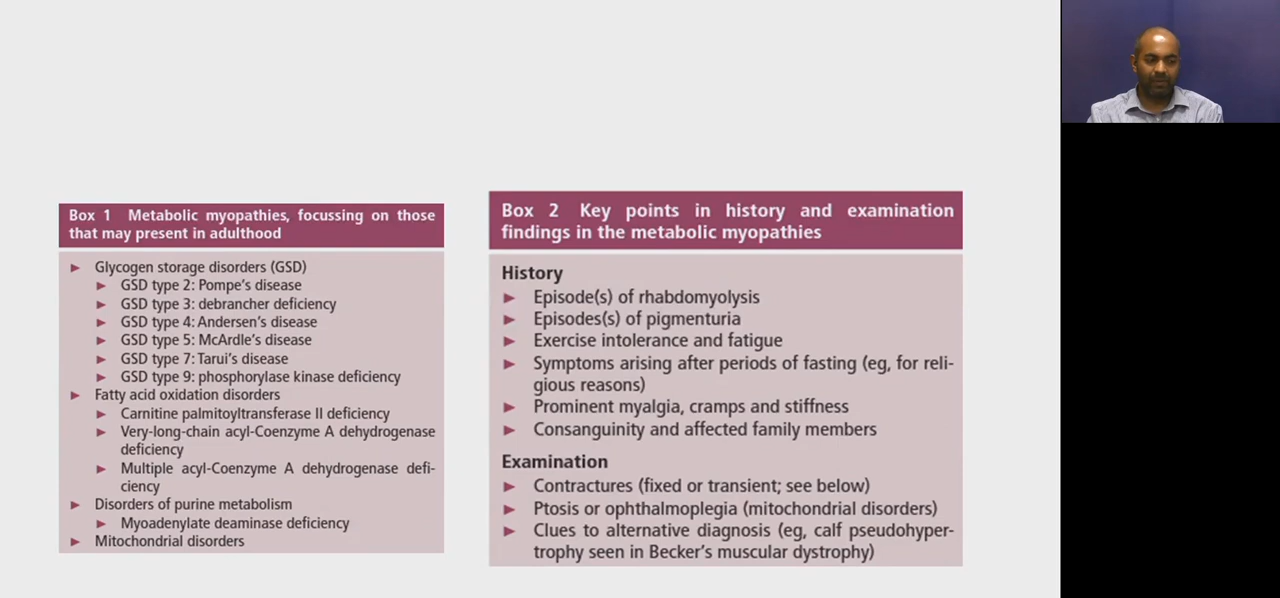 Box 1 Metabolic myopathies, focussing on those
that may present in adulthood
► Glycogen storage disorders (GSD)
► GSD type 2: Pompe's disease
► GSD type 3: debrancher deficiency
► GSD type 4: Andersen's disease
► GSD type 5: McArdle's disease
► GSD type 7: Tarui's disease
► GSD type 9: phosphorylase kinase deficiency
► Fatty acid oxidation disorders
► Carnitine palmitoyltransferase II deficiency
► Very-long-chain acyl-Coenzyme A dehydrogenase
deficiency
► Multiple acyl-Coenzyme A dehydrogenase defi-
ciency
► Disorders of purine metabolism
► Myoadenylate deaminase deficiency
► Mitochondrial disorders
Box 2 Key points in history and examination
findings in the metabolic myopathies
History
► Episode(s) of rhabdomyolysis
► Episodes(s) of pigmenturia
► Exercise intolerance and fatigue
► Symptoms arising after periods of fasting (eg, for reli-
gious reasons)
► Prominent myalgia, cramps and stiffness
► Consanguinity and affected family members
Examination
► Contractures (fixed or transient; see below)
► Ptosis or ophthalmoplegia (mitochondrial disorders)
► Clues to alternative diagnosis (eg, calf pseudohyper-
trophy seen in Becker's muscular dystrophy)